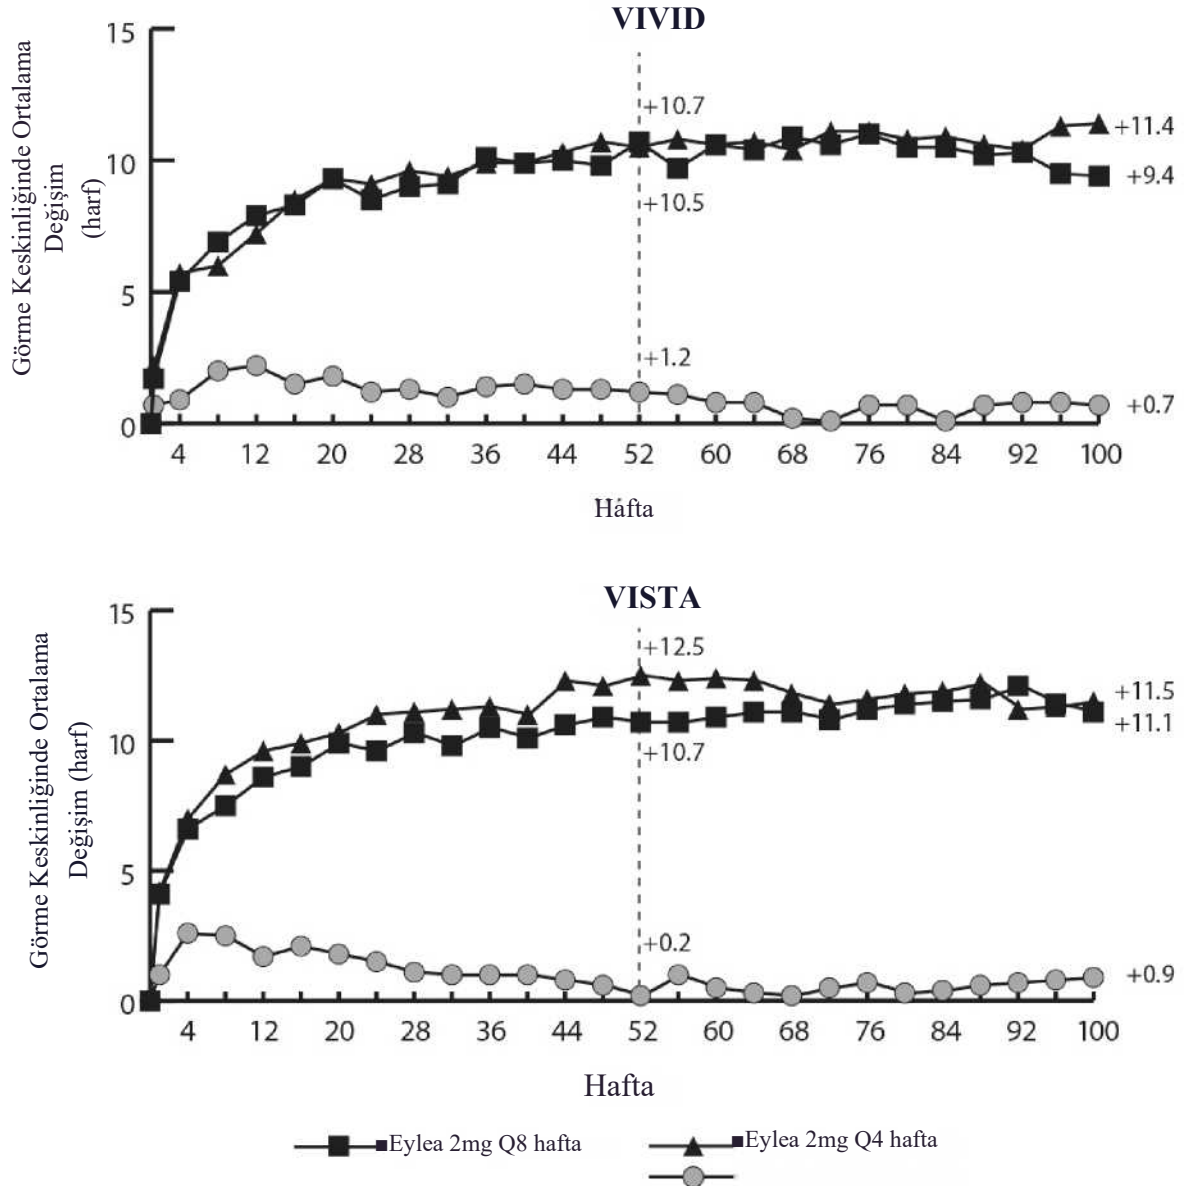 VIVID
Görme Keskinliğinde Ortalama
Değişim
(harf)
15
10
5
0
+10.7
+10.5
+1.2
+11.4
+9.4
+0.7
4 12 20 28 36 44 52 60 68 76 84 92 100
Hafta
VISTA
Görme Keskinliğinde Ortalama
Değişim (harf)
15
10
5
0
+12.5
+10.7
+0.2
+11.5
+11.1
+0.9
4 12 20 28 36 44 52 60 68 76 84 92 100
Hafta
Eylea 2mg Q8 hafta
Eylea 2mg Q4 hafta